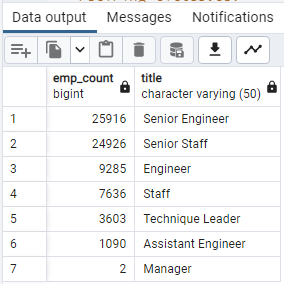 Data output Messages Notifications
emp_count title
bigint character varying (50)
1 25916 Senior Engineer
2 24926 Senior Staff
3 9285 Engineer
4 7636 Staff
5 3603 Technique Leader
6 1090 Assistant Engineer
7 2 Manager